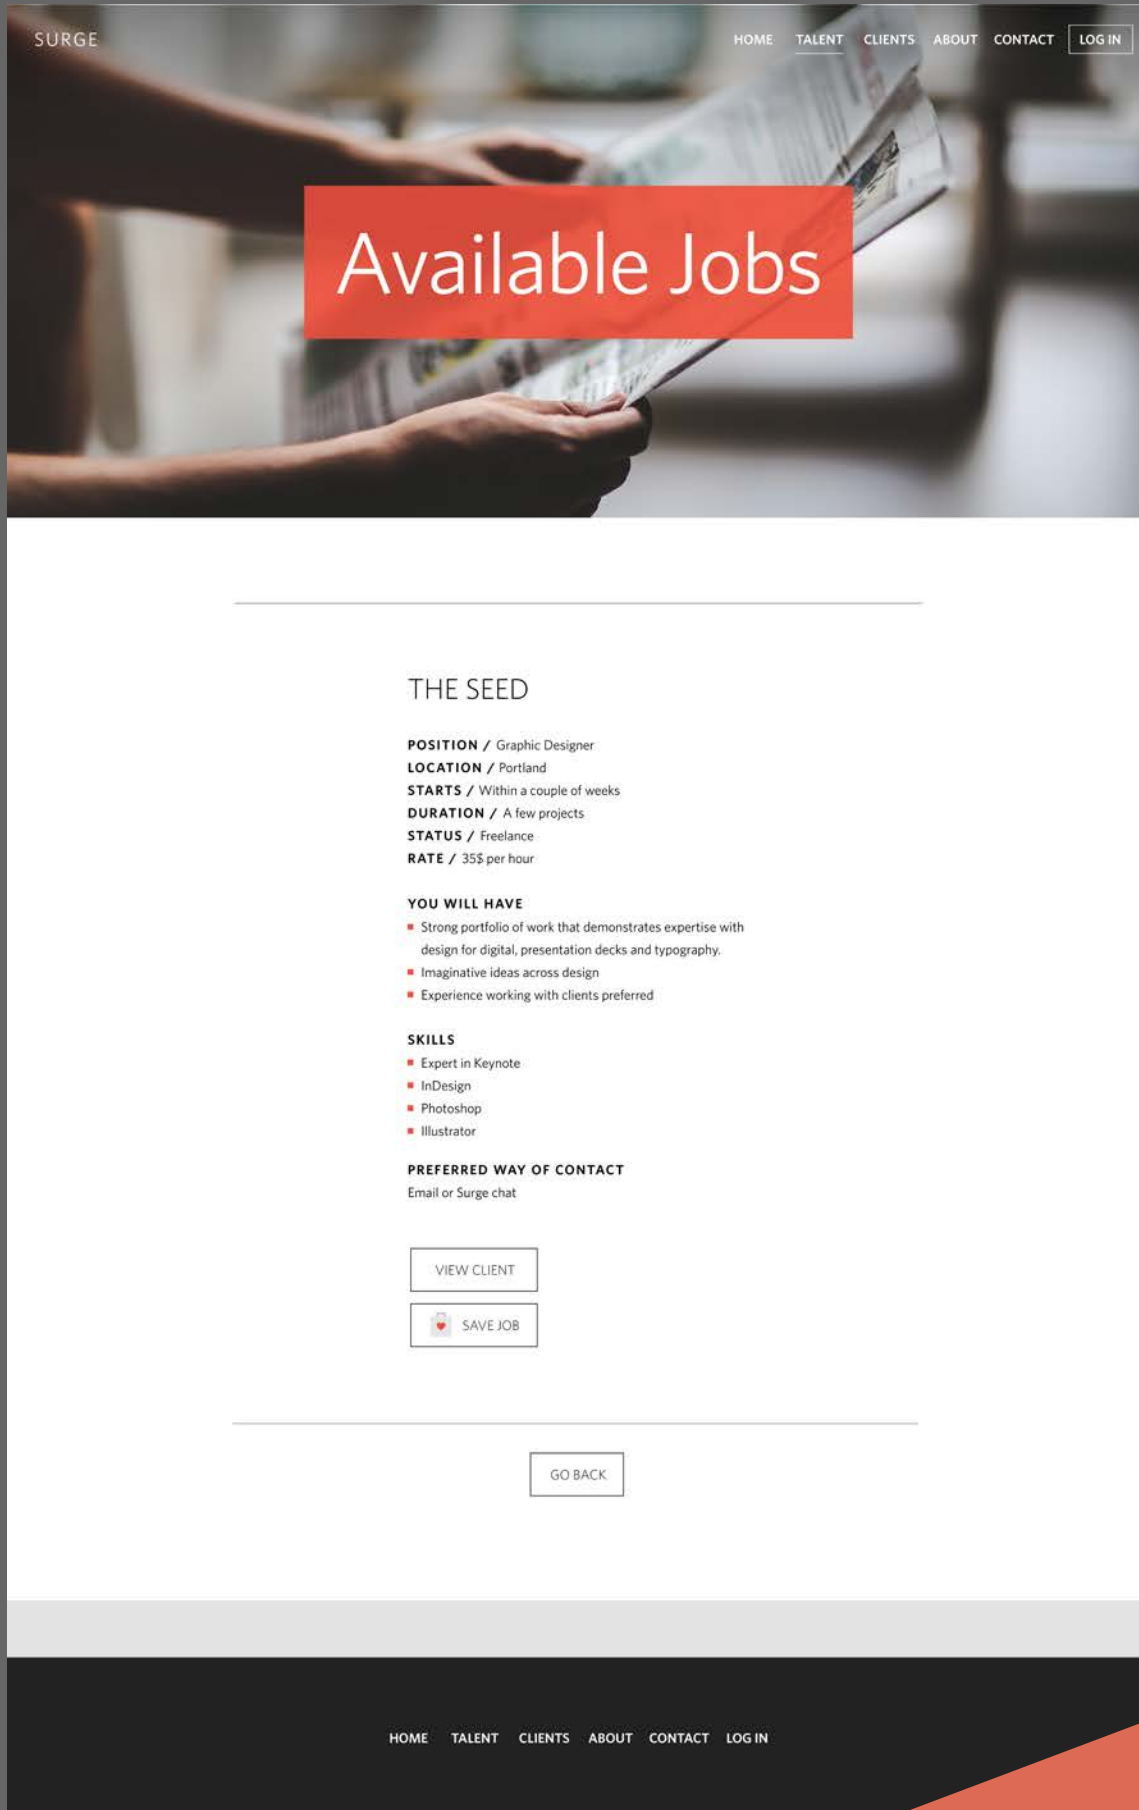 SURGE
HOME TALENT CLIENTS ABOUT CONTACT LOG IN
Available Jobs
THE SEED
POSITION / Graphic Designer
LOCATION / Portland
STARTS / Within a couple of weeks
DURATION / A few projects
STATUS / Freelance
RATE / 35$ per hour
YOU WILL HAVE
Strong portfolio of work that demonstrates expertise with
design for digital, presentation decks and typography.
Imaginative ideas across design
Experience working with clients preferred
SKILLS
Expert in Keynote
InDesign
Photoshop
Illustrator
PREFERRED WAY OF CONTACT
Email or Surge chat
VIEW CLIENT
SAVE JOB
GO BACK
HOME TALENT CLIENTS ABOUT CONTACT LOG IN